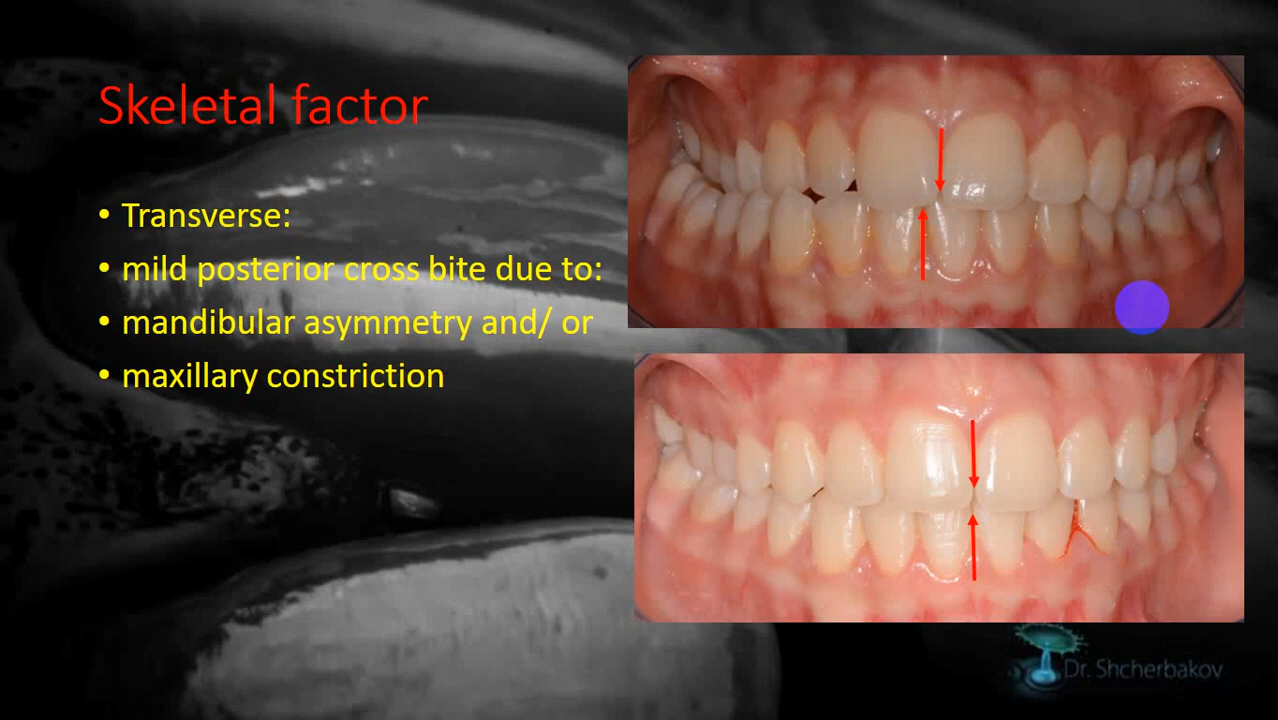 Skeletal factor
• Transverse:
• mild posterior cross bite due to:
• mandibular asymmetry and/ or
• maxillary constriction
Dr. Shcherbakov